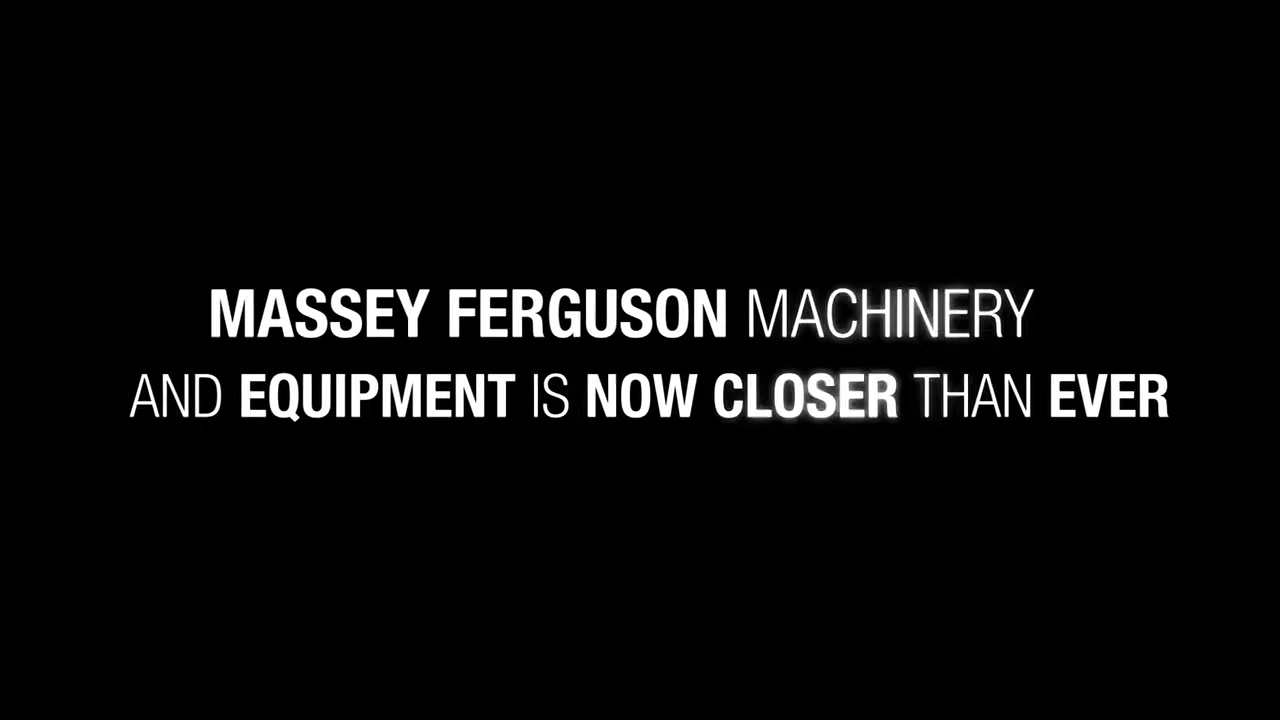 MASSEY FERGUSON MACHINERY
AND EQUIPMENT IS NOW CLOSER THAN EVER